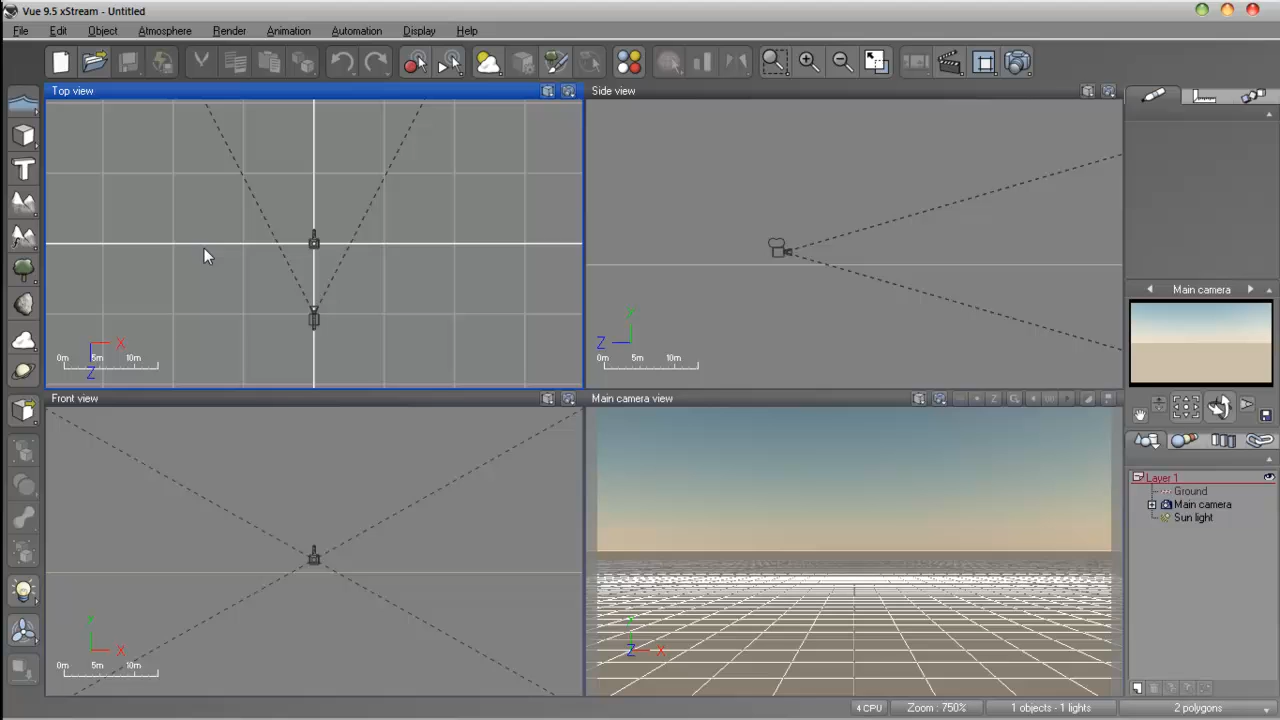 Vue 9.5 xStream - Untitled
File Edit Object Atmosphere Render Animation Automation Display Help
Top view
Side view
X
0m 5m 10m
Z
Y
Z
0m 5m 10m
Main camera
Front view
Main camera view
Y
X
0m 5m 10m
Z X
Layer 1
Ground
Main camera
Sun light
4 CPU
Zoom : 750%
1 objects - 1 lights
2 polygons